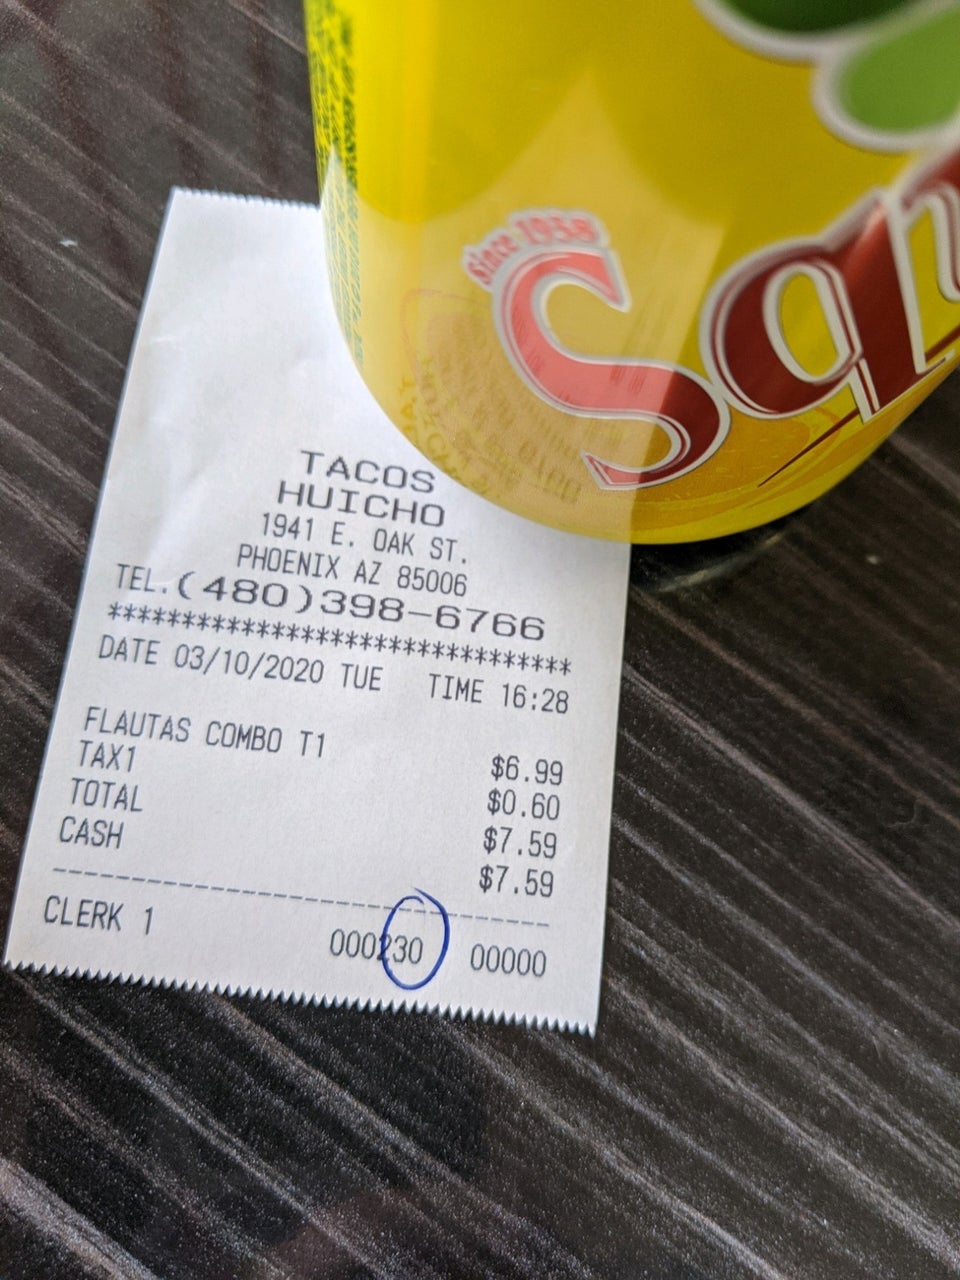 Since 1938
Sq
TACOS
HUICHO
1941 E. OAK ST.
PHOENIX AZ 85006
TEL.(480)398-6766
********************************
DATE 03/10/2020 TUE TIME 16:28
FLAUTAS COMBO T1 $6.99
TAX1 $0.60
TOTAL $7.59
CASH $7.59
CLERK 1 000230 00000